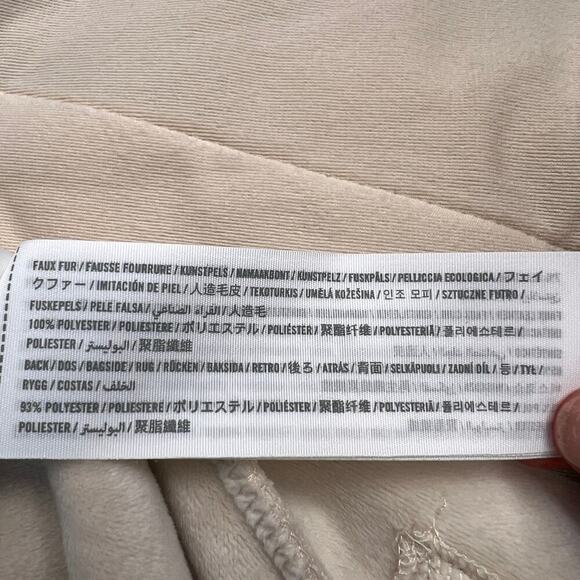 FAUX FUR / FAUSSE FOURRURE / KUNSTPELS / NAMAAKBONT / KUNSTPELZ / FUSKPÄLS / PELLICCIA ECOLOGICA / フェイ
クファー / IMITACIÓN DE PIEL / 人造毛皮 / TEKOTURKIS / UMĚLÁ KOŽEŠINA / 인조 모피 / SZTUCZNE FUTRO /
FUSKEPELS / PELE FALSA / الفراء الصناعي / 人造毛
100% POLYESTER / POLIESTERE / ポリエステル / POLIÉSTER / 聚酯纤维 / POLYESTERIÄ / 폴리에스테르 /
POLIESTER / البوليستر / 聚酯纖維
BACK / DOS / BAGSIDE / RUG / RÜCKEN / BAKSIDA / RETRO / 後ろ / ATRÁS / 背面 / SELKÄPUOLI / ZADNÍ DÍL / 등 / TYŁ /
RYGG / COSTAS / الخلف
93% POLYESTER / POLIESTERE / ポリエステル / POLIÉSTER / 聚酯纤维 / POLYESTERIÄ / 폴리에스테르 /
POLIESTER / البوليستر / 聚酯纖維